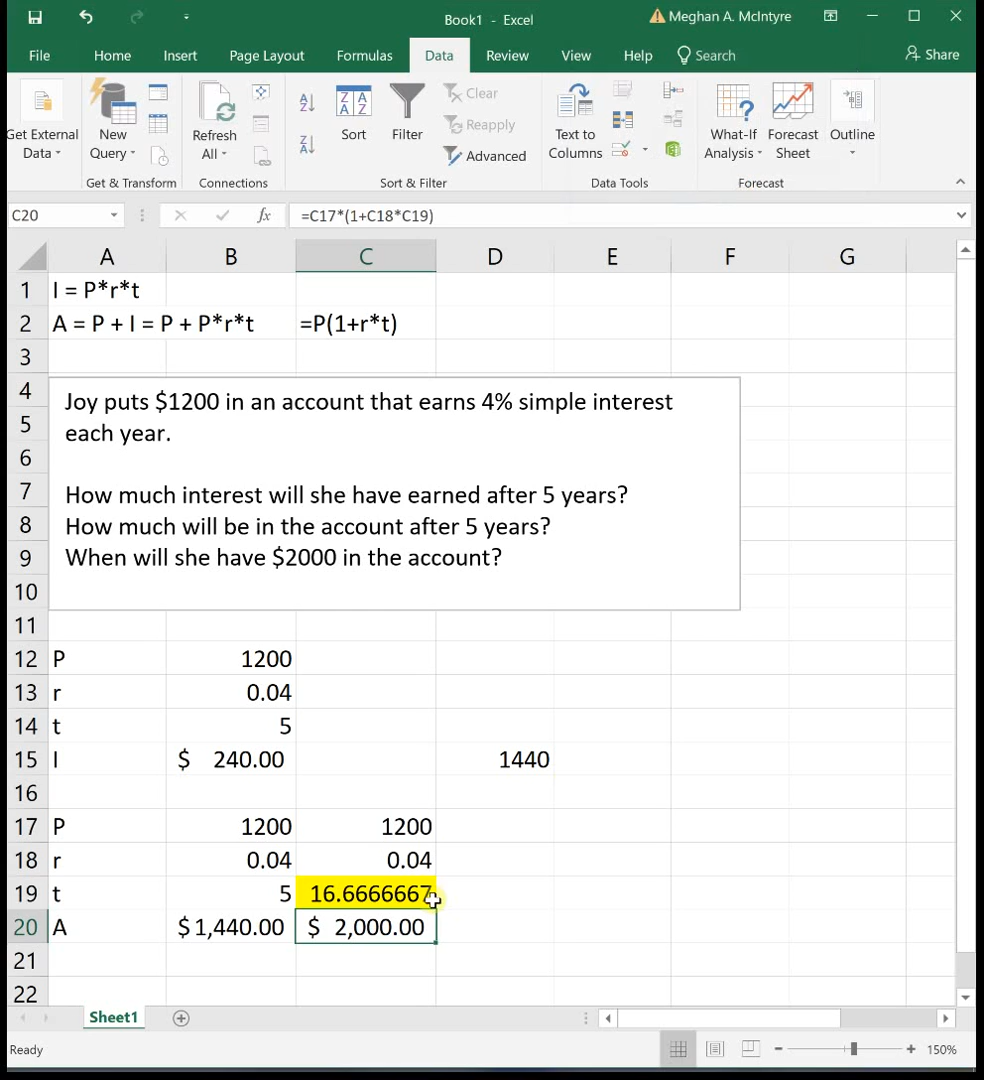 Book1 - Excel
Meghan A. McIntyre
File Home Insert Page Layout Formulas Data Review View Help Search Share
Get External Data
New Query
Refresh All
Sort
Filter
Clear
Reapply
Advanced
Text to Columns
What-If Analysis
Forecast Sheet
Outline
Get & Transform Connections Sort & Filter Data Tools Forecast
C20 fx =C17*(1+C18*C19)
A B C D E F G
1 I = P*r*t
2 A = P + I = P + P*r*t =P(1+r*t)
3
4
5
6
7
8
9
10
Joy puts $1200 in an account that earns 4% simple interest
each year.
How much interest will she have earned after 5 years?
How much will be in the account after 5 years?
When will she have $2000 in the account?
11
12 P 1200
13 r 0.04
14 t 5
15 I $ 240.00 1440
16
17 P 1200 1200
18 r 0.04 0.04
19 t 5 16.6666667
20 A $1,440.00 $ 2,000.00
21
22
Sheet1
Ready
150%